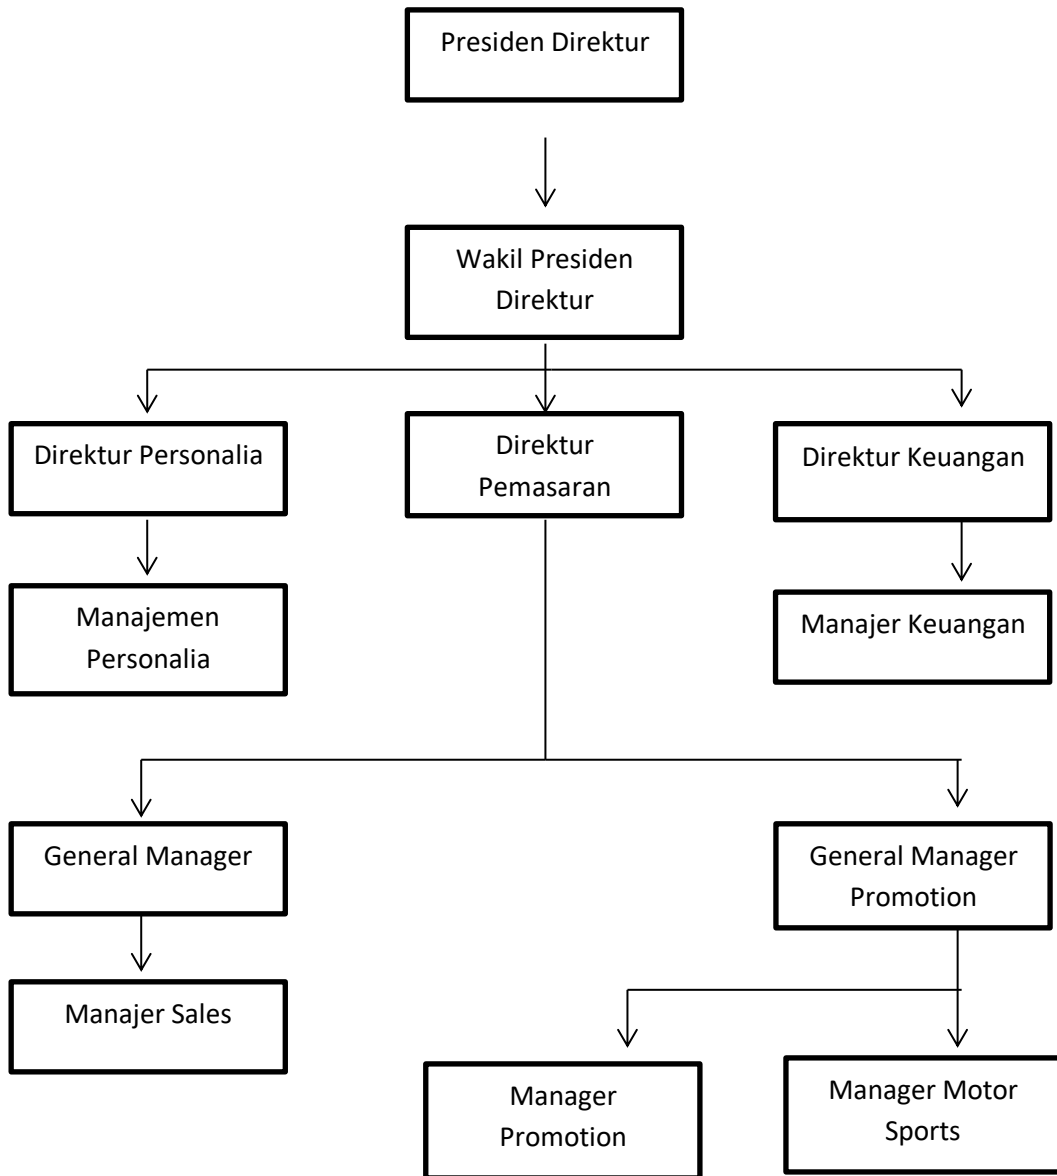 Presiden Direktur
Wakil Presiden
Direktur
Direktur Personalia
Direktur
Pemasaran
Direktur Keuangan
Manajemen
Personalia
Manajer Keuangan
General Manager
General Manager
Promotion
Manajer Sales
Manager
Promotion
Manager Motor
Sports